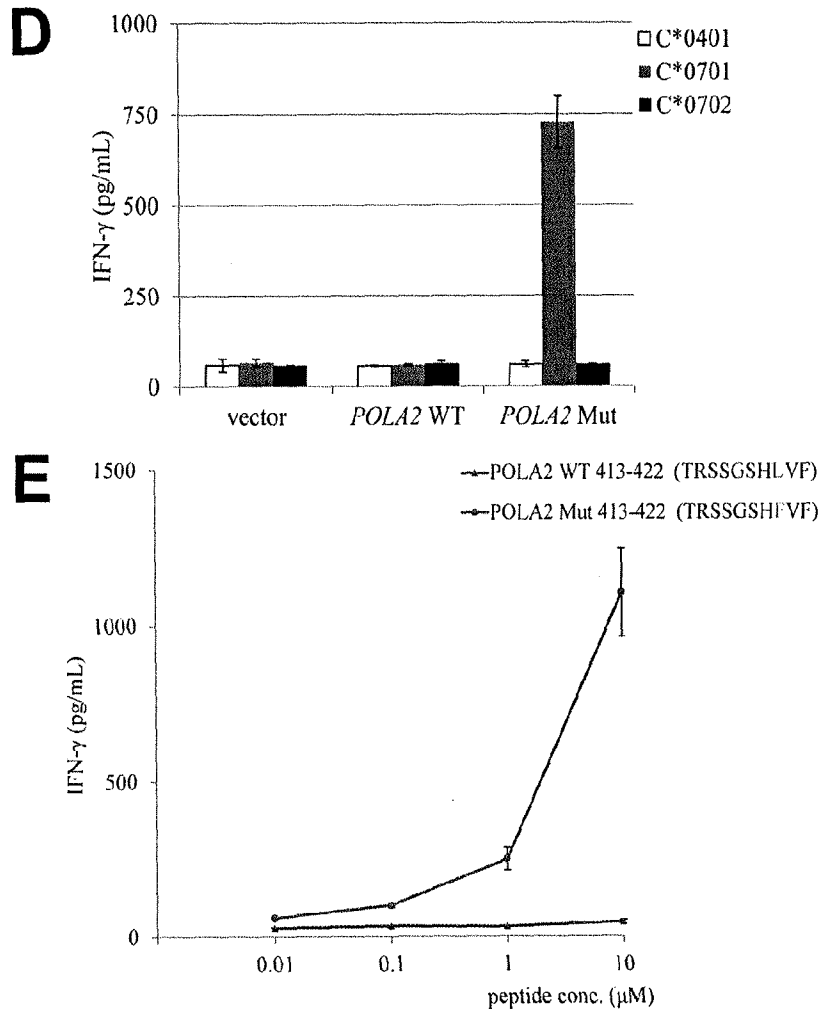 D
1000
750
500
250
0
IFN-γ (pg/mL)
C*0401
C*0701
C*0702
vector
POLA2 WT
POLA2 Mut
E
1500
1000
500
0
IFN-γ (pg/mL)
POLA2 WT 413-422 (TRSSGSHLVF)
POLA2 Mut 413-422 (TRSSGSHFVF)
0.01
0.1
1
10
peptide conc. (μM)